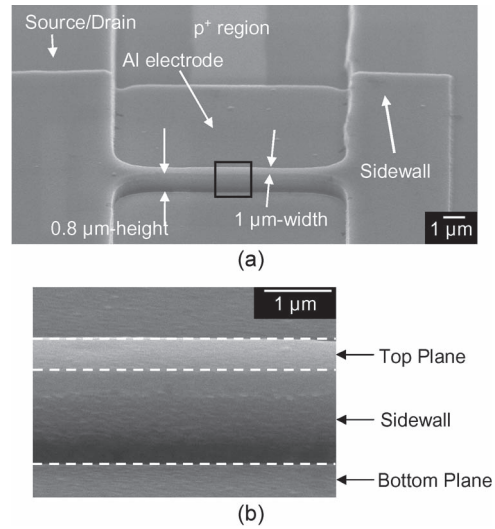 Source/Drain
p⁺ region
Al electrode
Sidewall
0.8 μm-height
1 μm-width
1 μm
(a)
1 μm
Top Plane
Sidewall
Bottom Plane
(b)